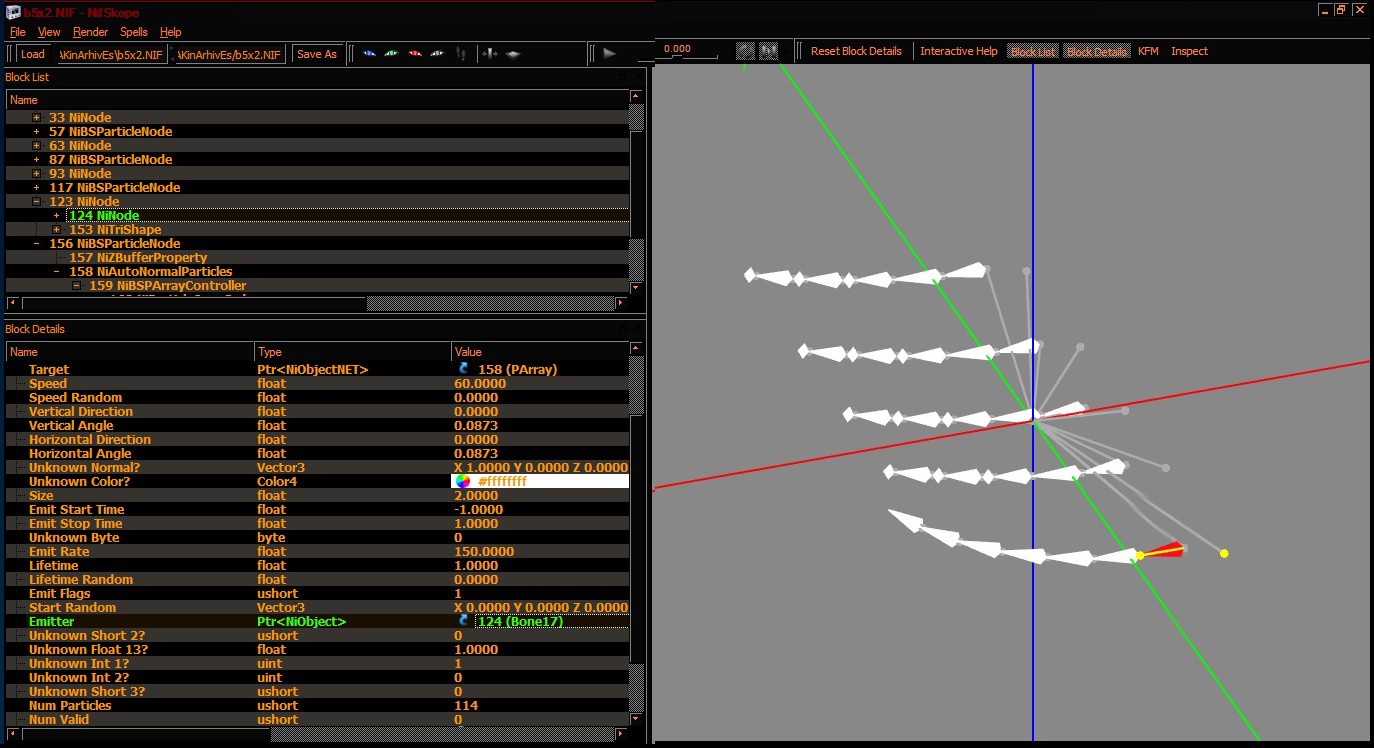 b5x2.NIF - NifSkope
File View Render Spells Help
Load \KinArhivEs\b5x2.NIF \KinArhivEs/b5x2.NIF Save As 0.000 Reset Block Details Interactive Help Block List Block Details KFM Inspect
Block List
Name
33 NiNode
57 NiBSParticleNode
63 NiNode
87 NiBSParticleNode
93 NiNode
117 NiBSParticleNode
123 NiNode
124 NiNode
153 NiTriShape
156 NiBSParticleNode
157 NiZBufferProperty
158 NiAutoNormalParticles
159 NiBSPArrayController
Block Details
Name Type Value
Target Ptr<NiObjectNET> 158 (PArray)
Speed float 60.0000
Speed Random float 0.0000
Vertical Direction float 0.0000
Vertical Angle float 0.0873
Horizontal Direction float 0.0000
Horizontal Angle float 0.0873
Unknown Normal? Vector3 X 1.0000 Y 0.0000 Z 0.0000
Unknown Color? Color4 #ffffffff
Size float 2.0000
Emit Start Time float -1.0000
Emit Stop Time float 1.0000
Unknown Byte byte 0
Emit Rate float 150.0000
Lifetime float 1.0000
Lifetime Random float 0.0000
Emit Flags ushort 1
Start Random Vector3 X 0.0000 Y 0.0000 Z 0.0000
Emitter Ptr<NiObject> 124 (Bone17)
Unknown Short 2? ushort 0
Unknown Float 13? float 1.0000
Unknown Int 1? uint 1
Unknown Int 2? uint 0
Unknown Short 3? ushort 0
Num Particles ushort 114
Num Valid ushort 0